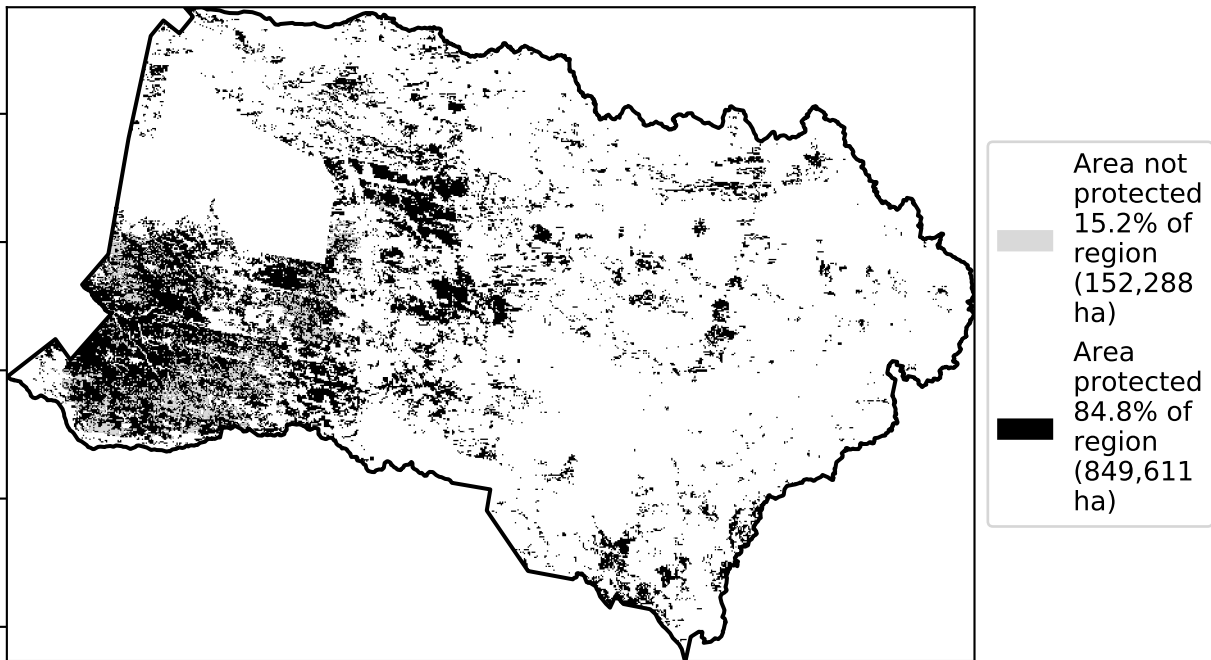 Area not
protected
15.2% of
region
(152,288
ha)
Area
protected
84.8% of
region
(849,611
ha)